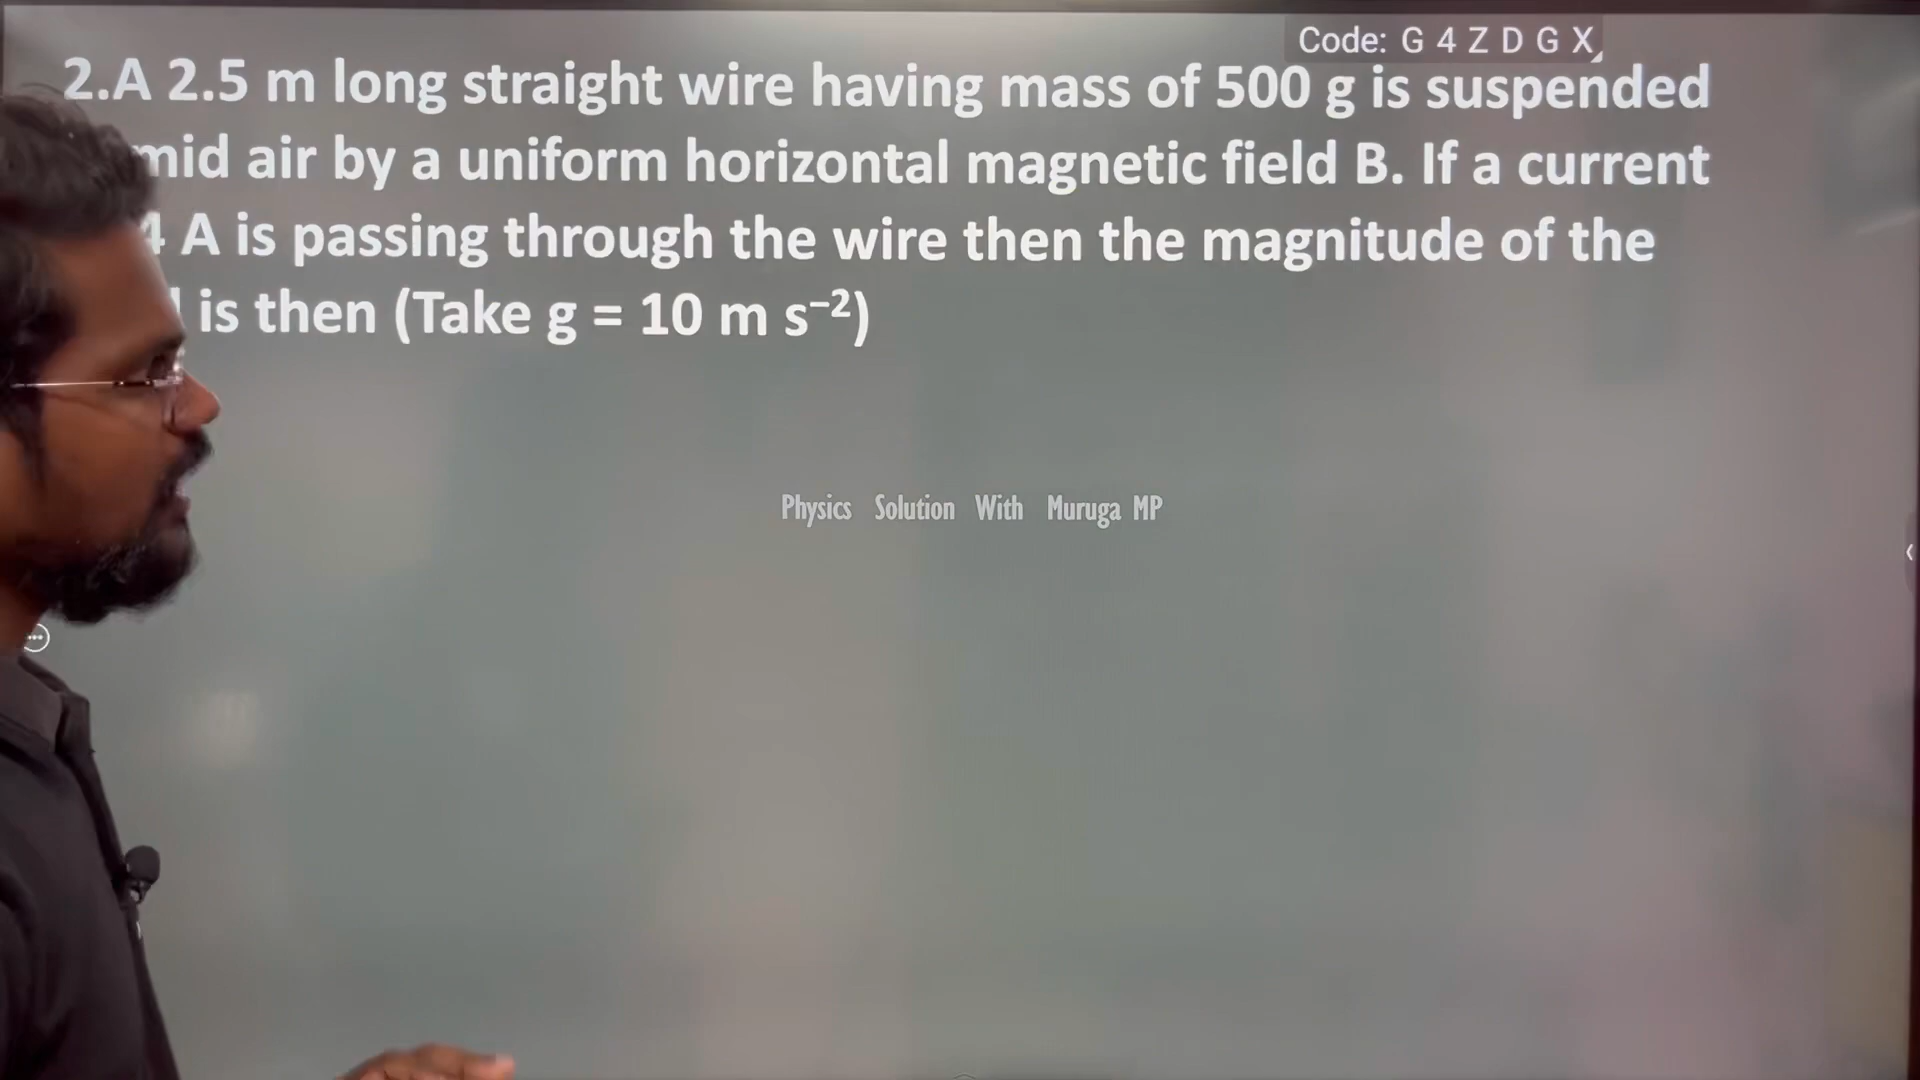 Code: G 4 Z D G X
2.A 2.5 m long straight wire having mass of 500 g is suspended
mid air by a uniform horizontal magnetic field B. If a current
4 A is passing through the wire then the magnitude of the
is then (Take g = 10 m s⁻²)
Physics Solution With Muruga MP